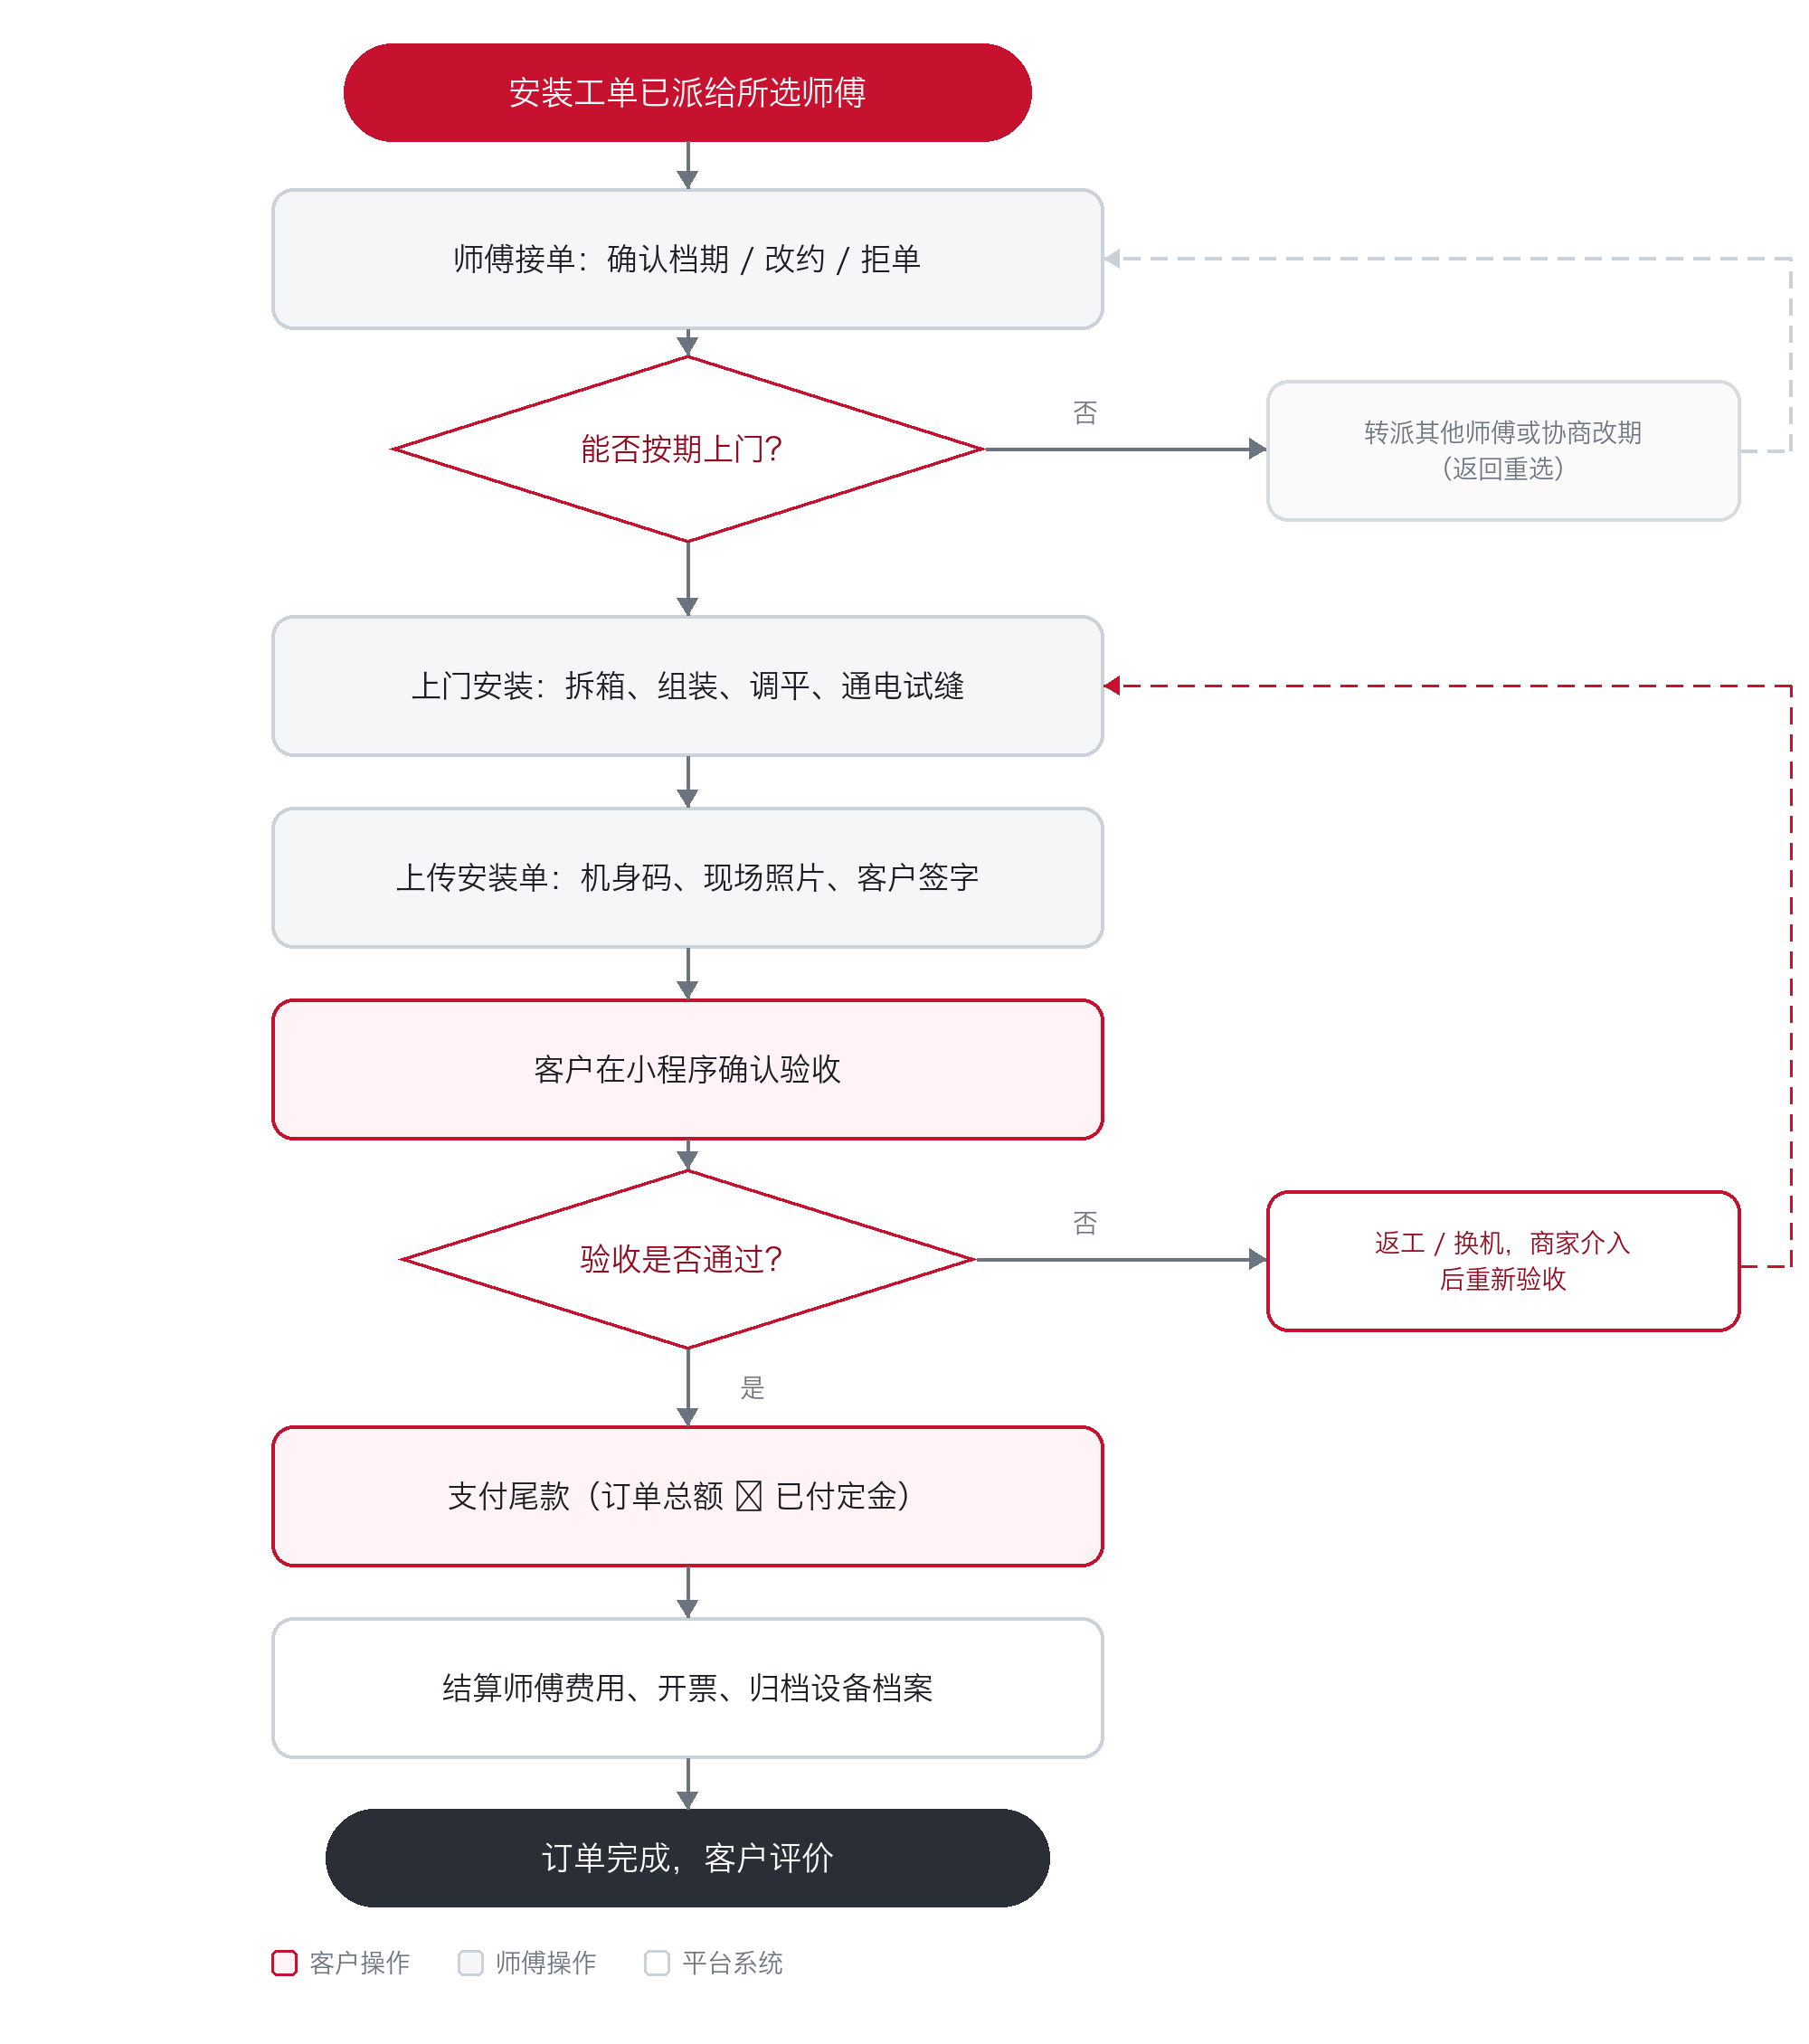 安装工单已派给所选师傅
师傅接单：确认档期 / 改约 / 拒单
能否按期上门？
否
转派其他师傅或协商改期
（返回重选）
上门安装：拆箱、组装、调平、通电试缝
上传安装单：机身码、现场照片、客户签字
客户在小程序确认验收
验收是否通过？
否
返工 / 换机，商家介入
后重新验收
是
支付尾款（订单总额 已付定金）
结算师傅费用、开票、归档设备档案
订单完成，客户评价
客户操作
师傅操作
平台系统